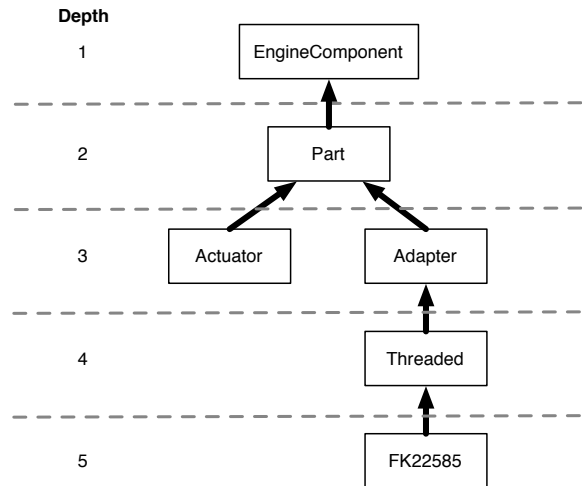 Depth
1
EngineComponent
2
Part
3
Actuator
Adapter
4
Threaded
5
FK22585